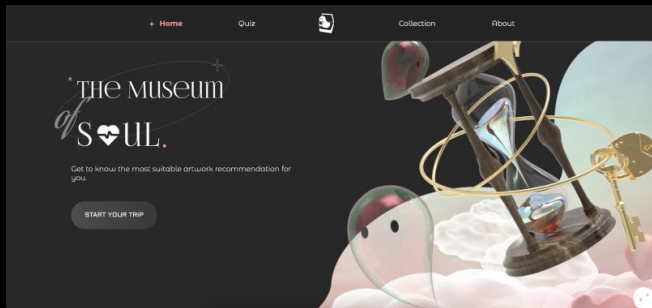 + Home
Quiz
Collection
About
THE MUSEUM
of
SOUL.
Get to know the most suitable artwork recommendation for
you.
START YOUR TRIP